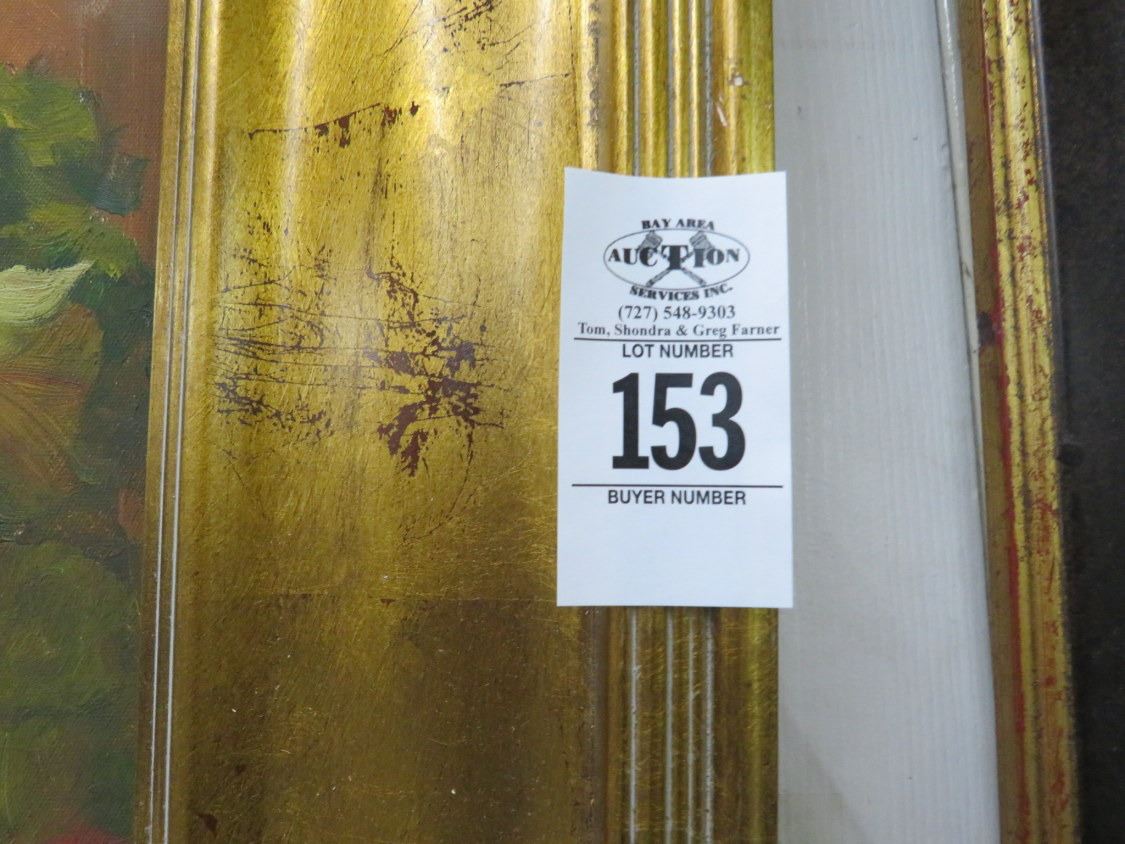 BAY AREA
AUCTION
SERVICES INC.
(727) 548-9303
Tom, Shondra & Greg Farner
LOT NUMBER
153
BUYER NUMBER